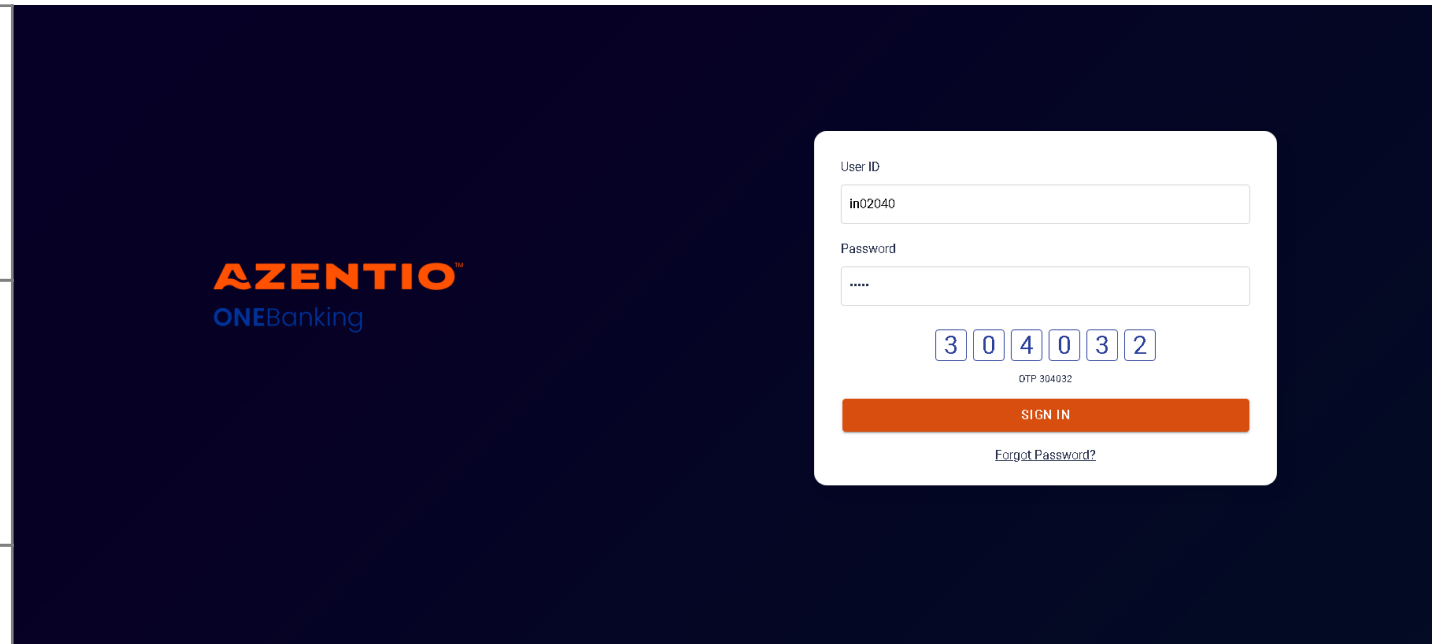 AZENTIO™
ONEBanking
User ID
in02040
Password
•••••
3 0 4 0 3 2
OTP 304032
SIGN IN
Forgot Password?